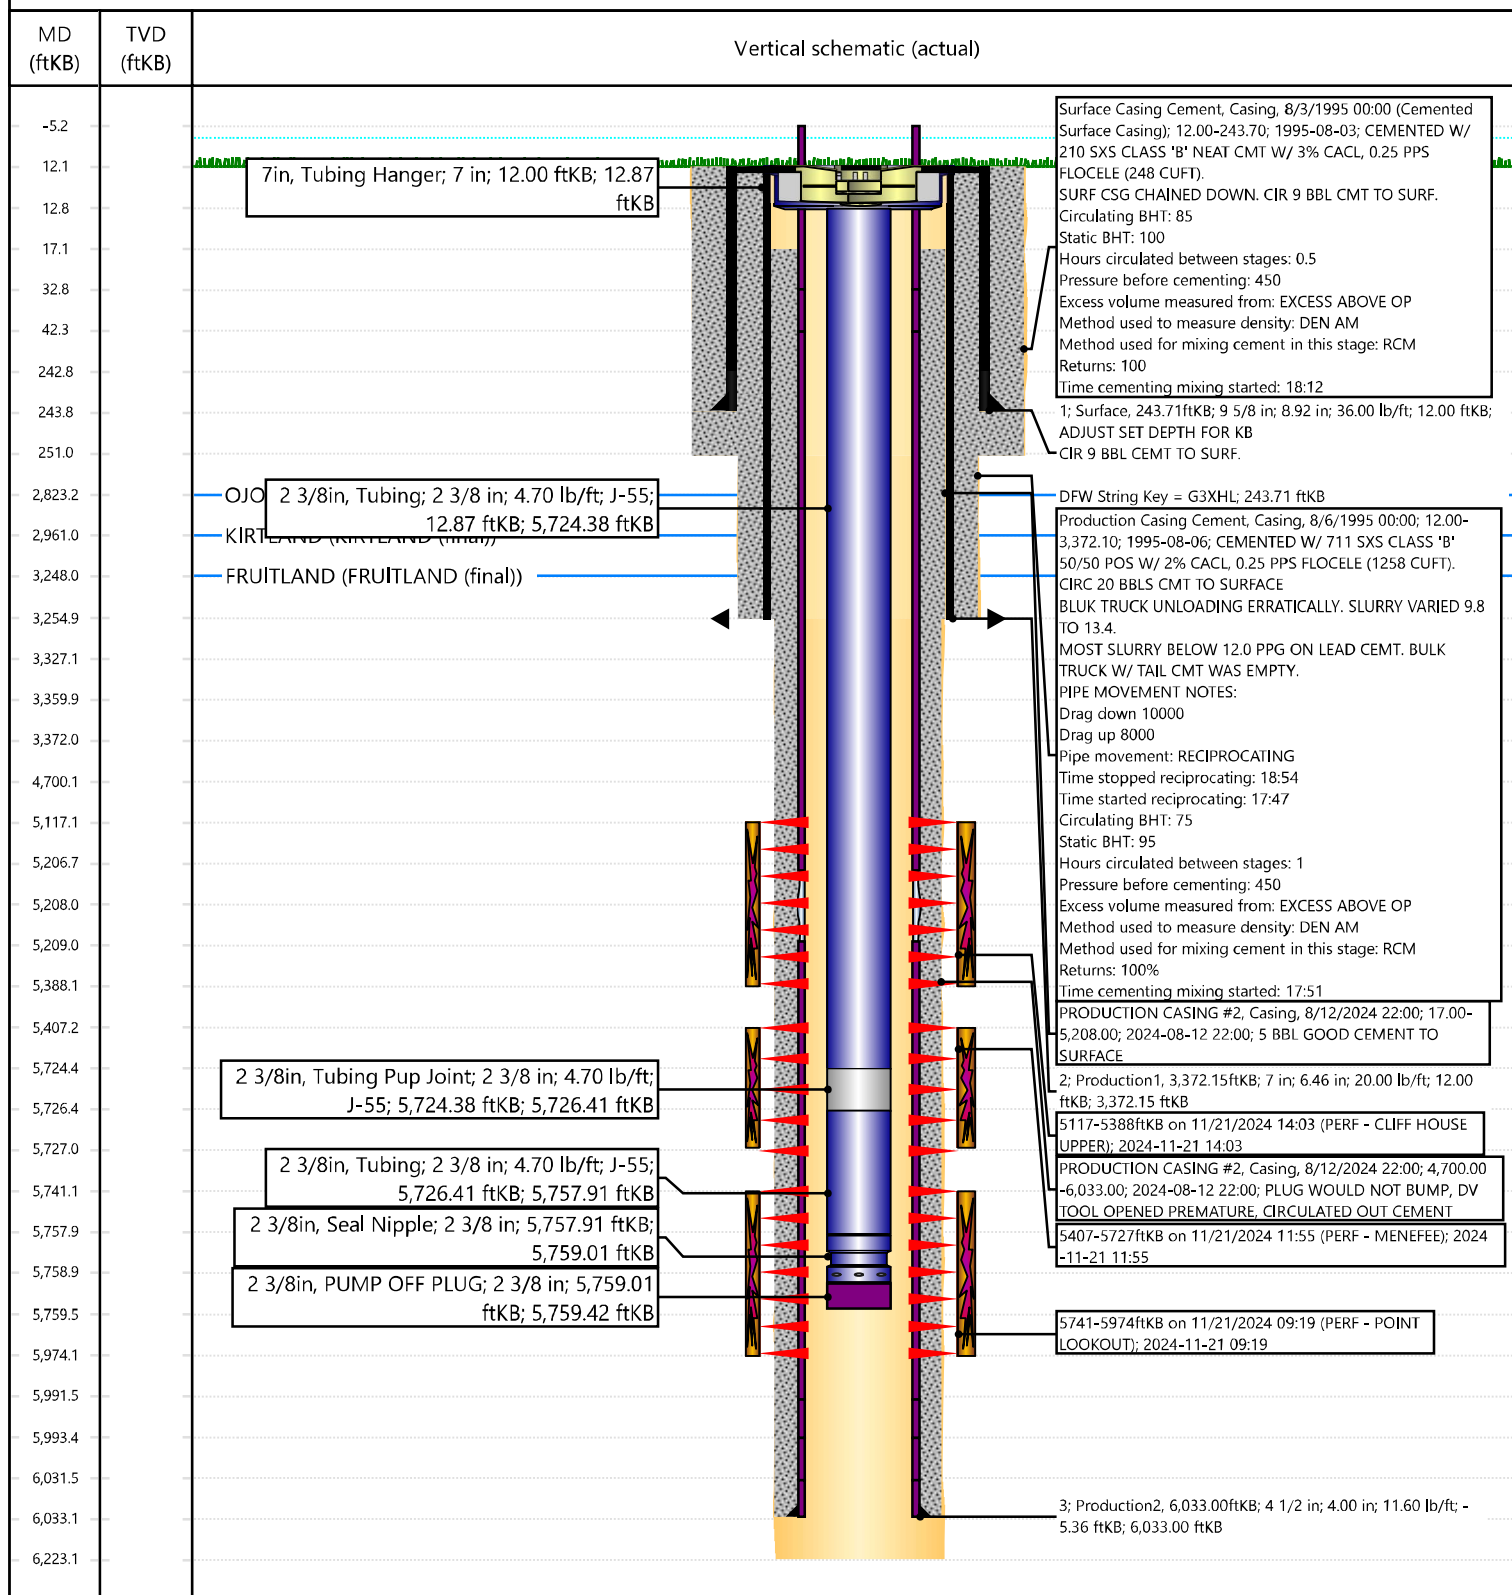 MD
(ftKB)
TVD
(ftKB)
Vertical schematic (actual)
-5.2
12.1
12.8
17.1
32.8
42.3
242.8
243.8
251.0
2,823.2
2,961.0
3,248.0
3,254.9
3,327.1
3,359.9
3,372.0
4,700.1
5,117.1
5,206.7
5,208.0
5,209.0
5,388.1
5,407.2
5,724.4
5,726.4
5,727.0
5,741.1
5,757.9
5,758.9
5,759.5
5,974.1
5,991.5
5,993.4
6,031.5
6,033.1
6,223.1
7in, Tubing Hanger; 7 in; 12.00 ftKB; 12.87
ftKB
OJO
2 3/8in, Tubing; 2 3/8 in; 4.70 lb/ft; J-55;
12.87 ftKB; 5,724.38 ftKB
KIRTLAND (KIRTLAND (final))
FRUITLAND (FRUITLAND (final))
2 3/8in, Tubing Pup Joint; 2 3/8 in; 4.70 lb/ft;
J-55; 5,724.38 ftKB; 5,726.41 ftKB
2 3/8in, Tubing; 2 3/8 in; 4.70 lb/ft; J-55;
5,726.41 ftKB; 5,757.91 ftKB
2 3/8in, Seal Nipple; 2 3/8 in; 5,757.91 ftKB;
5,759.01 ftKB
2 3/8in, PUMP OFF PLUG; 2 3/8 in; 5,759.01
ftKB; 5,759.42 ftKB
Surface Casing Cement, Casing, 8/3/1995 00:00 (Cemented
Surface Casing); 12.00-243.70; 1995-08-03; CEMENTED W/
210 SXS CLASS 'B' NEAT CMT W/ 3% CACL, 0.25 PPS
FLOCELE (248 CUFT).
SURF CSG CHAINED DOWN. CIR 9 BBL CMT TO SURF.
Circulating BHT: 85
Static BHT: 100
Hours circulated between stages: 0.5
Pressure before cementing: 450
Excess volume measured from: EXCESS ABOVE OP
Method used to measure density: DEN AM
Method used for mixing cement in this stage: RCM
Returns: 100
Time cementing mixing started: 18:12
1; Surface, 243.71ftKB; 9 5/8 in; 8.92 in; 36.00 lb/ft; 12.00 ftKB;
ADJUST SET DEPTH FOR KB
CIR 9 BBL CEMT TO SURF.
DFW String Key = G3XHL; 243.71 ftKB
Production Casing Cement, Casing, 8/6/1995 00:00; 12.00-
3,372.10; 1995-08-06; CEMENTED W/ 711 SXS CLASS 'B'
50/50 POS W/ 2% CACL, 0.25 PPS FLOCELE (1258 CUFT).
CIRC 20 BBLS CMT TO SURFACE
BLUK TRUCK UNLOADING ERRATICALLY. SLURRY VARIED 9.8
TO 13.4.
MOST SLURRY BELOW 12.0 PPG ON LEAD CEMT. BULK
TRUCK W/ TAIL CMT WAS EMPTY.
PIPE MOVEMENT NOTES:
Drag down 10000
Drag up 8000
Pipe movement: RECIPROCATING
Time stopped reciprocating: 18:54
Time started reciprocating: 17:47
Circulating BHT: 75
Static BHT: 95
Hours circulated between stages: 1
Pressure before cementing: 450
Excess volume measured from: EXCESS ABOVE OP
Method used to measure density: DEN AM
Method used for mixing cement in this stage: RCM
Returns: 100%
Time cementing mixing started: 17:51
PRODUCTION CASING #2, Casing, 8/12/2024 22:00; 17.00-
5,208.00; 2024-08-12 22:00; 5 BBL GOOD CEMENT TO
SURFACE
2; Production1, 3,372.15ftKB; 7 in; 6.46 in; 20.00 lb/ft; 12.00
ftKB; 3,372.15 ftKB
5117-5388ftKB on 11/21/2024 14:03 (PERF - CLIFF HOUSE
UPPER); 2024-11-21 14:03
PRODUCTION CASING #2, Casing, 8/12/2024 22:00; 4,700.00
-6,033.00; 2024-08-12 22:00; PLUG WOULD NOT BUMP, DV
TOOL OPENED PREMATURE, CIRCULATED OUT CEMENT
5407-5727ftKB on 11/21/2024 11:55 (PERF - MENEFEE); 2024
-11-21 11:55
5741-5974ftKB on 11/21/2024 09:19 (PERF - POINT
LOOKOUT); 2024-11-21 09:19
3; Production2, 6,033.00ftKB; 4 1/2 in; 4.00 in; 11.60 lb/ft; -
5.36 ftKB; 6,033.00 ftKB